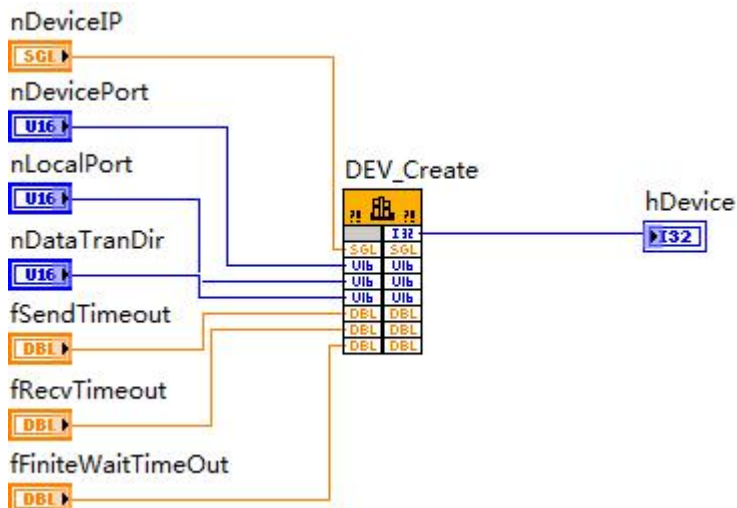 nDeviceIP
SGL
nDevicePort
U16
nLocalPort
U16
DEV_Create
hDevice
?! ?!
I32
I32
nDataTranDir
U16
SGL SGL
U16 U16
U16 U16
U16 U16
fSendTimeout
DBL
DBL DBL
DBL DBL
DBL DBL
fRecvTimeout
DBL
fFiniteWaitTimeOut
DBL